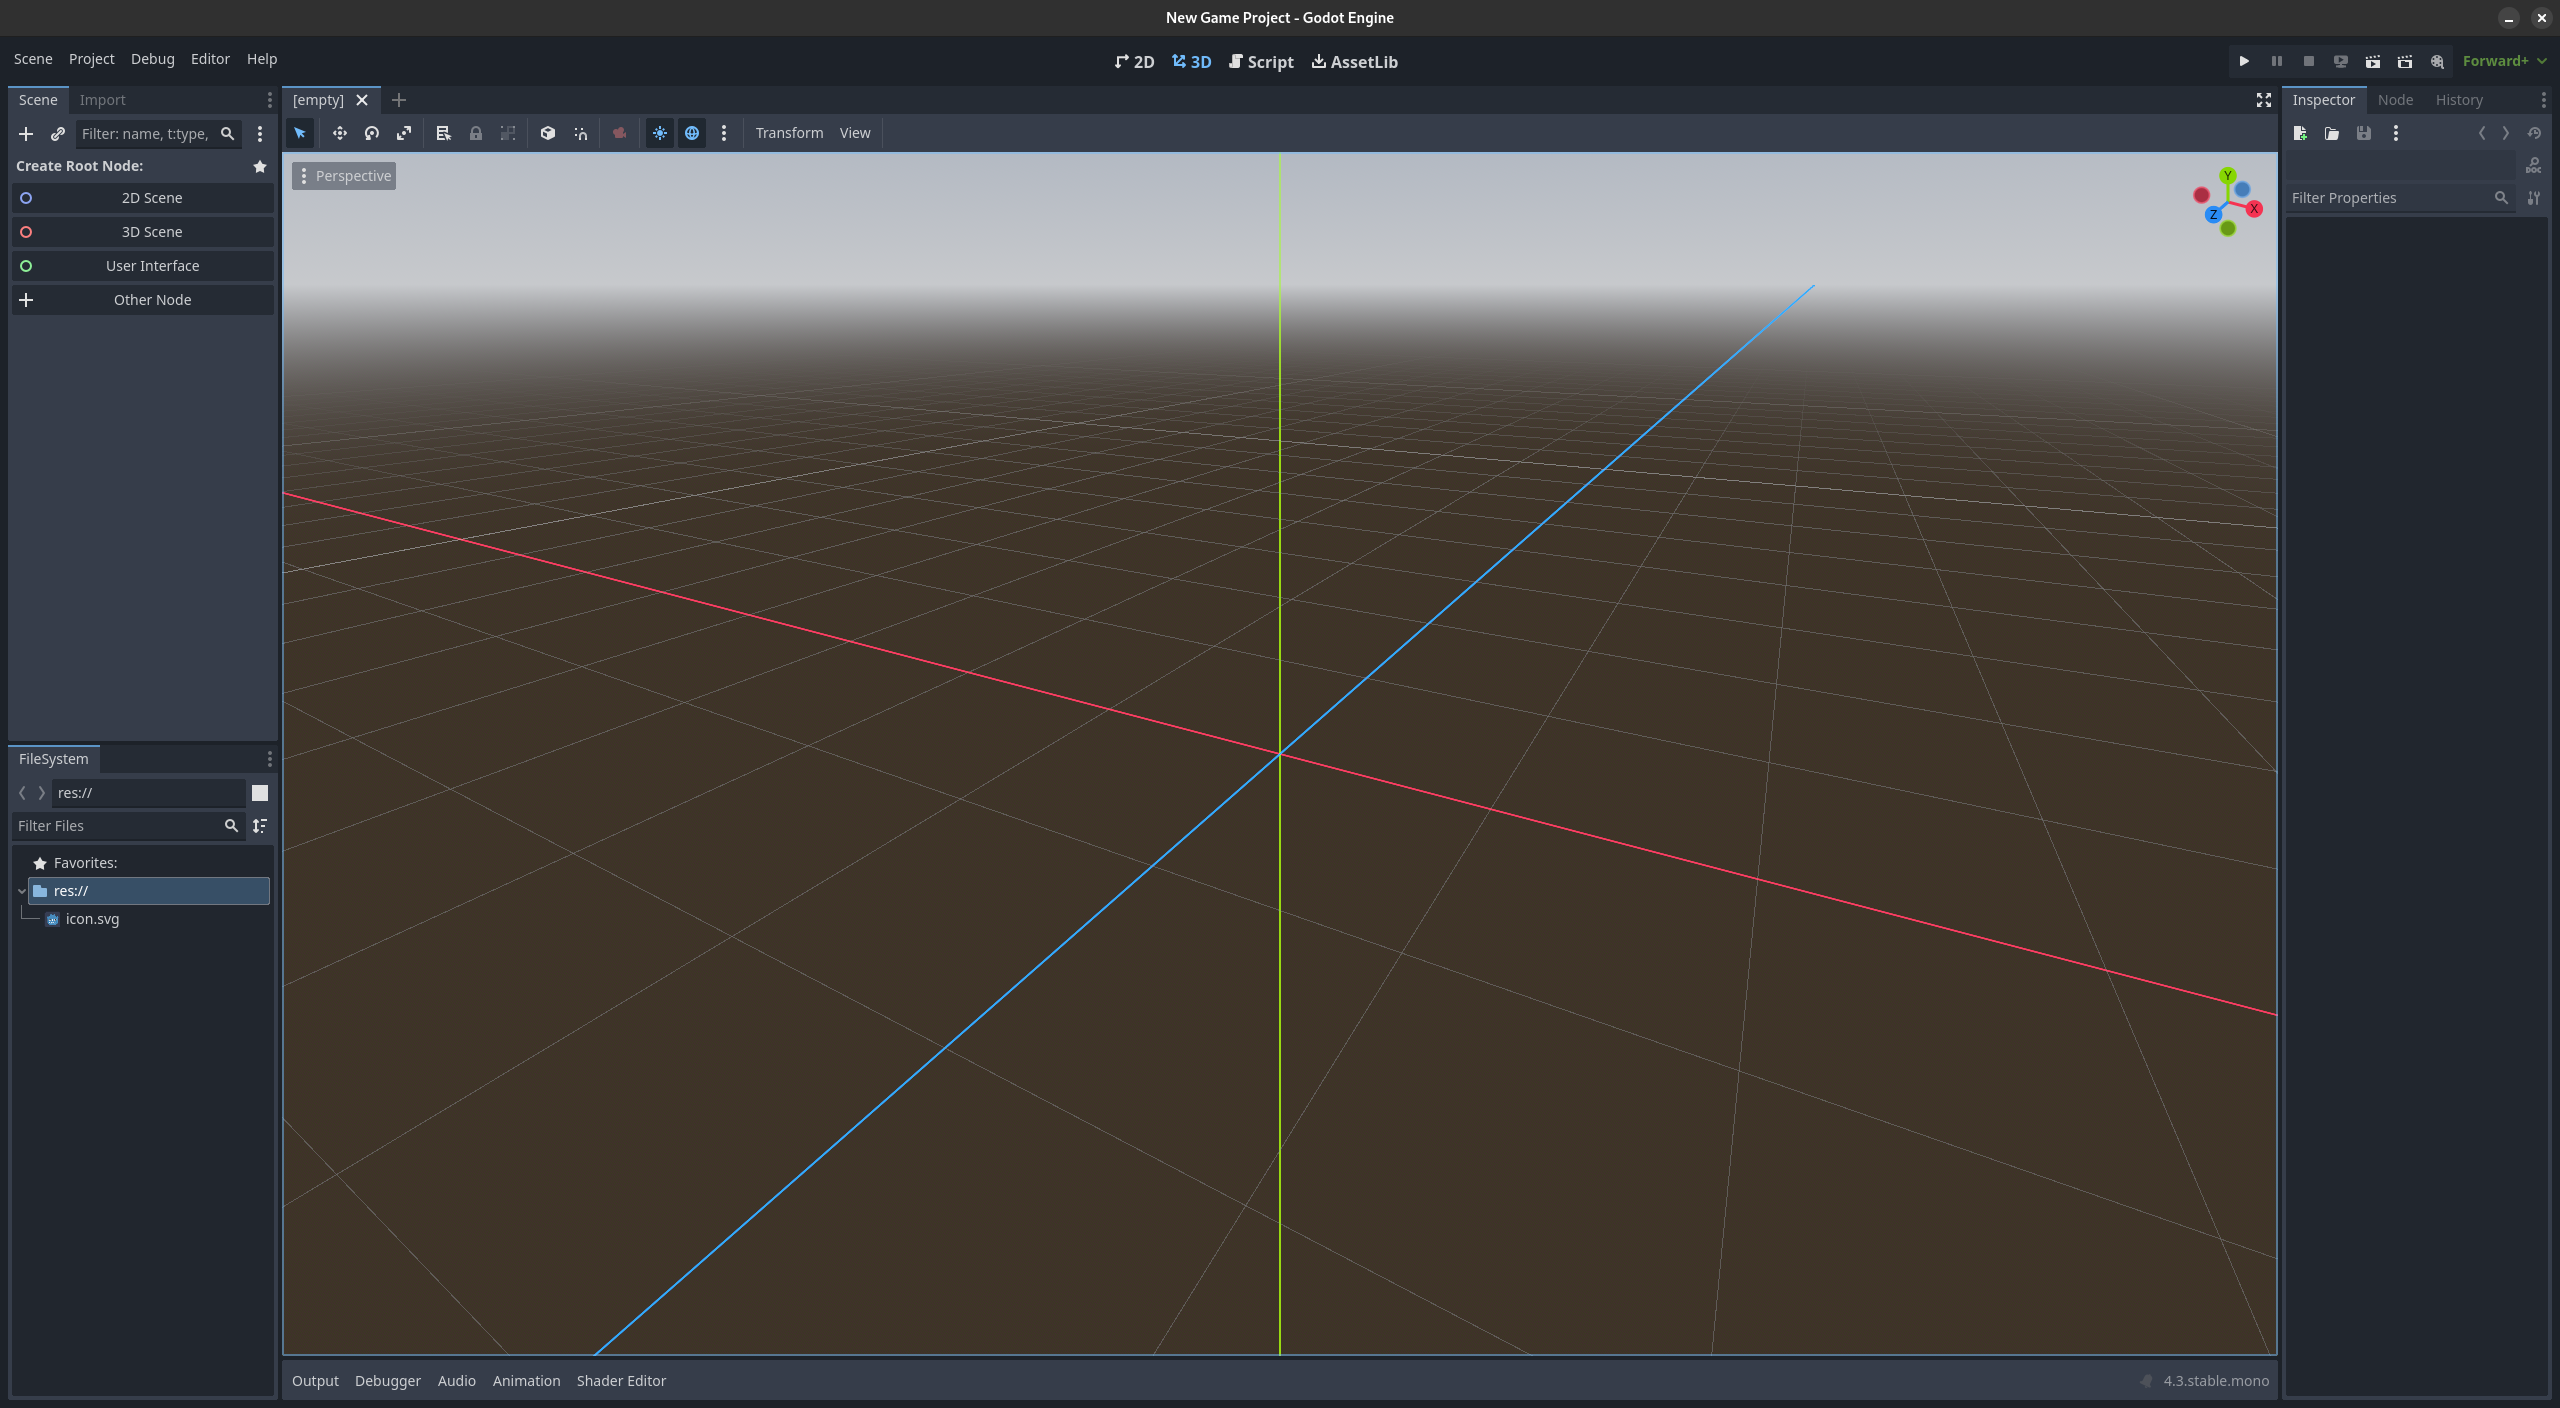 New Game Project - Godot Engine
Scene Project Debug Editor Help
2D 3D Script AssetLib
Forward+
Scene Import
[empty]
Inspector Node History
Filter: name, t:type,
Transform View
Create Root Node:
Perspective
DOC
2D Scene
Filter Properties
3D Scene
User Interface
Other Node
Y
X
Z
FileSystem
res://
Filter Files
Favorites:
res://
icon.svg
Output Debugger Audio Animation Shader Editor
4.3.stable.mono